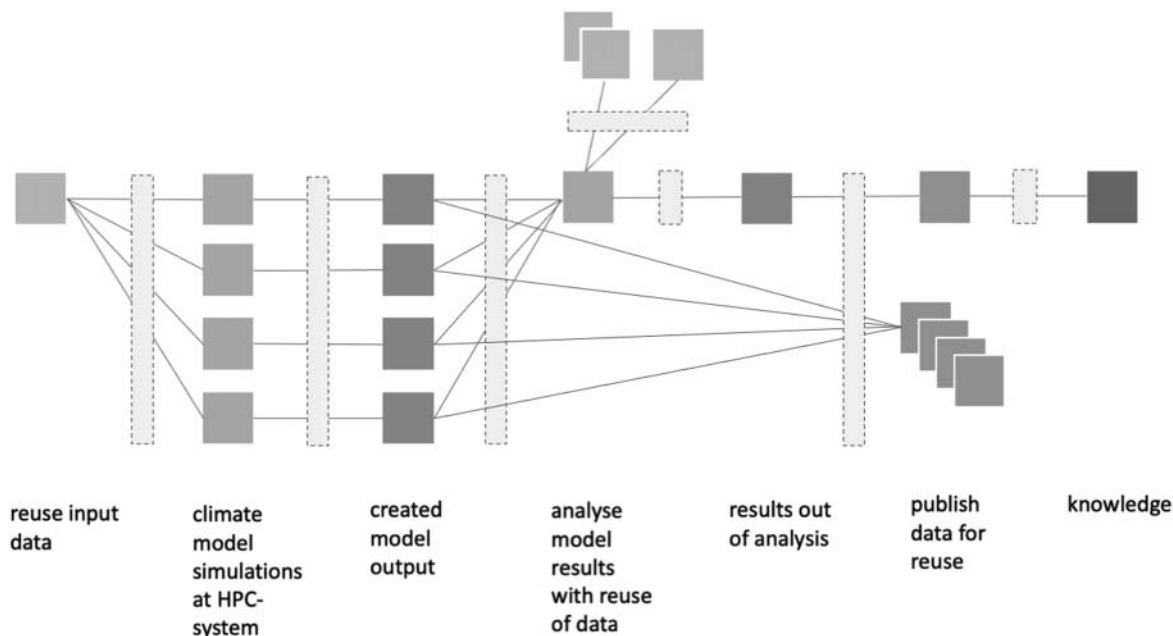 reuse input
data
climate
model
simulations
at HPC-
system
created
model
output
analyse
model
results
with reuse
of data
results out
of analysis
publish
data for
reuse
knowledge